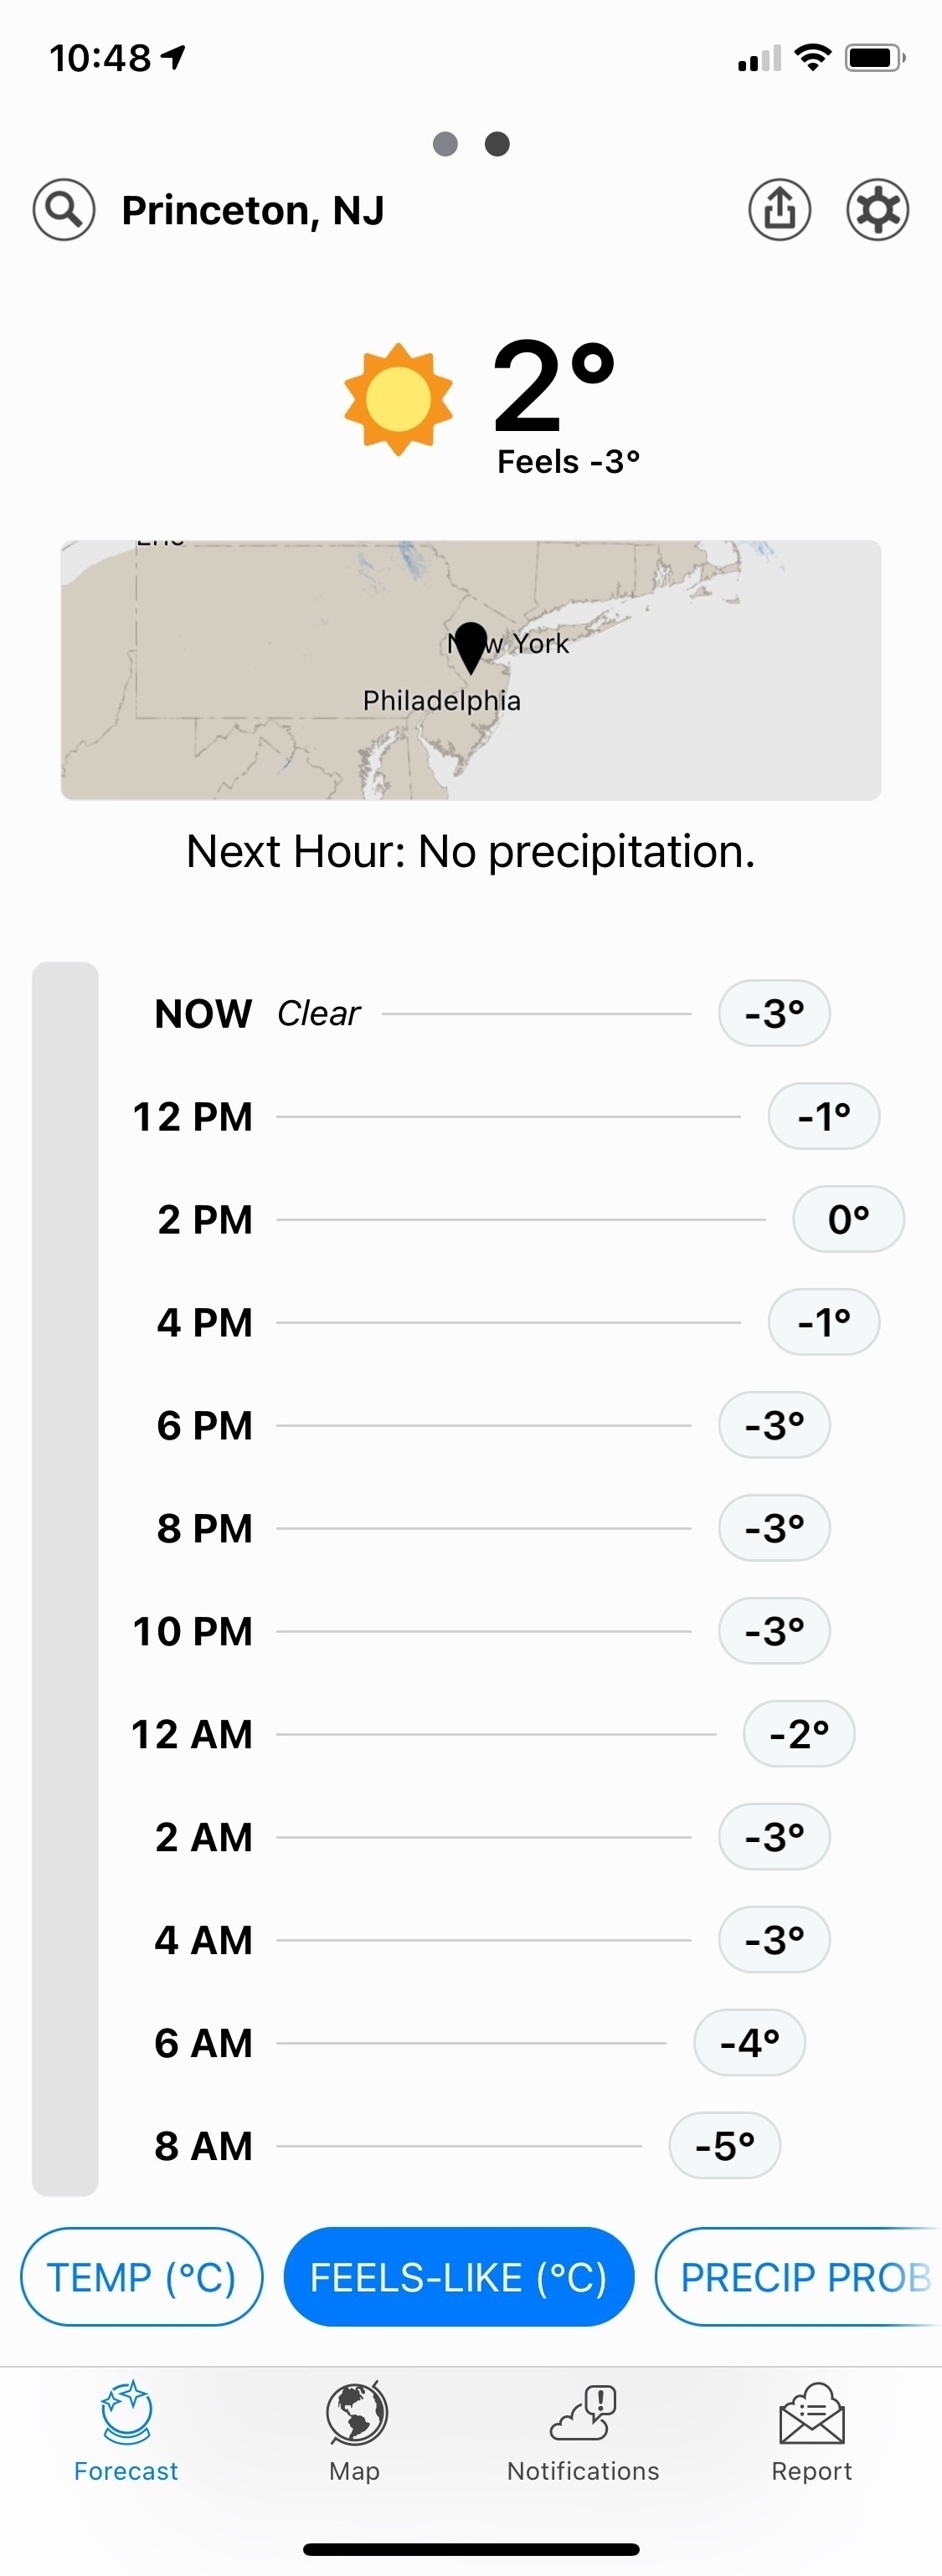 10:48
Princeton, NJ
2°
Feels -3°
New York
Philadelphia
Next Hour: No precipitation.
NOW Clear -3°
12 PM -1°
2 PM 0°
4 PM -1°
6 PM -3°
8 PM -3°
10 PM -3°
12 AM -2°
2 AM -3°
4 AM -3°
6 AM -4°
8 AM -5°
TEMP (°C) FEELS-LIKE (°C) PRECIP PROB
Forecast Map Notifications Report